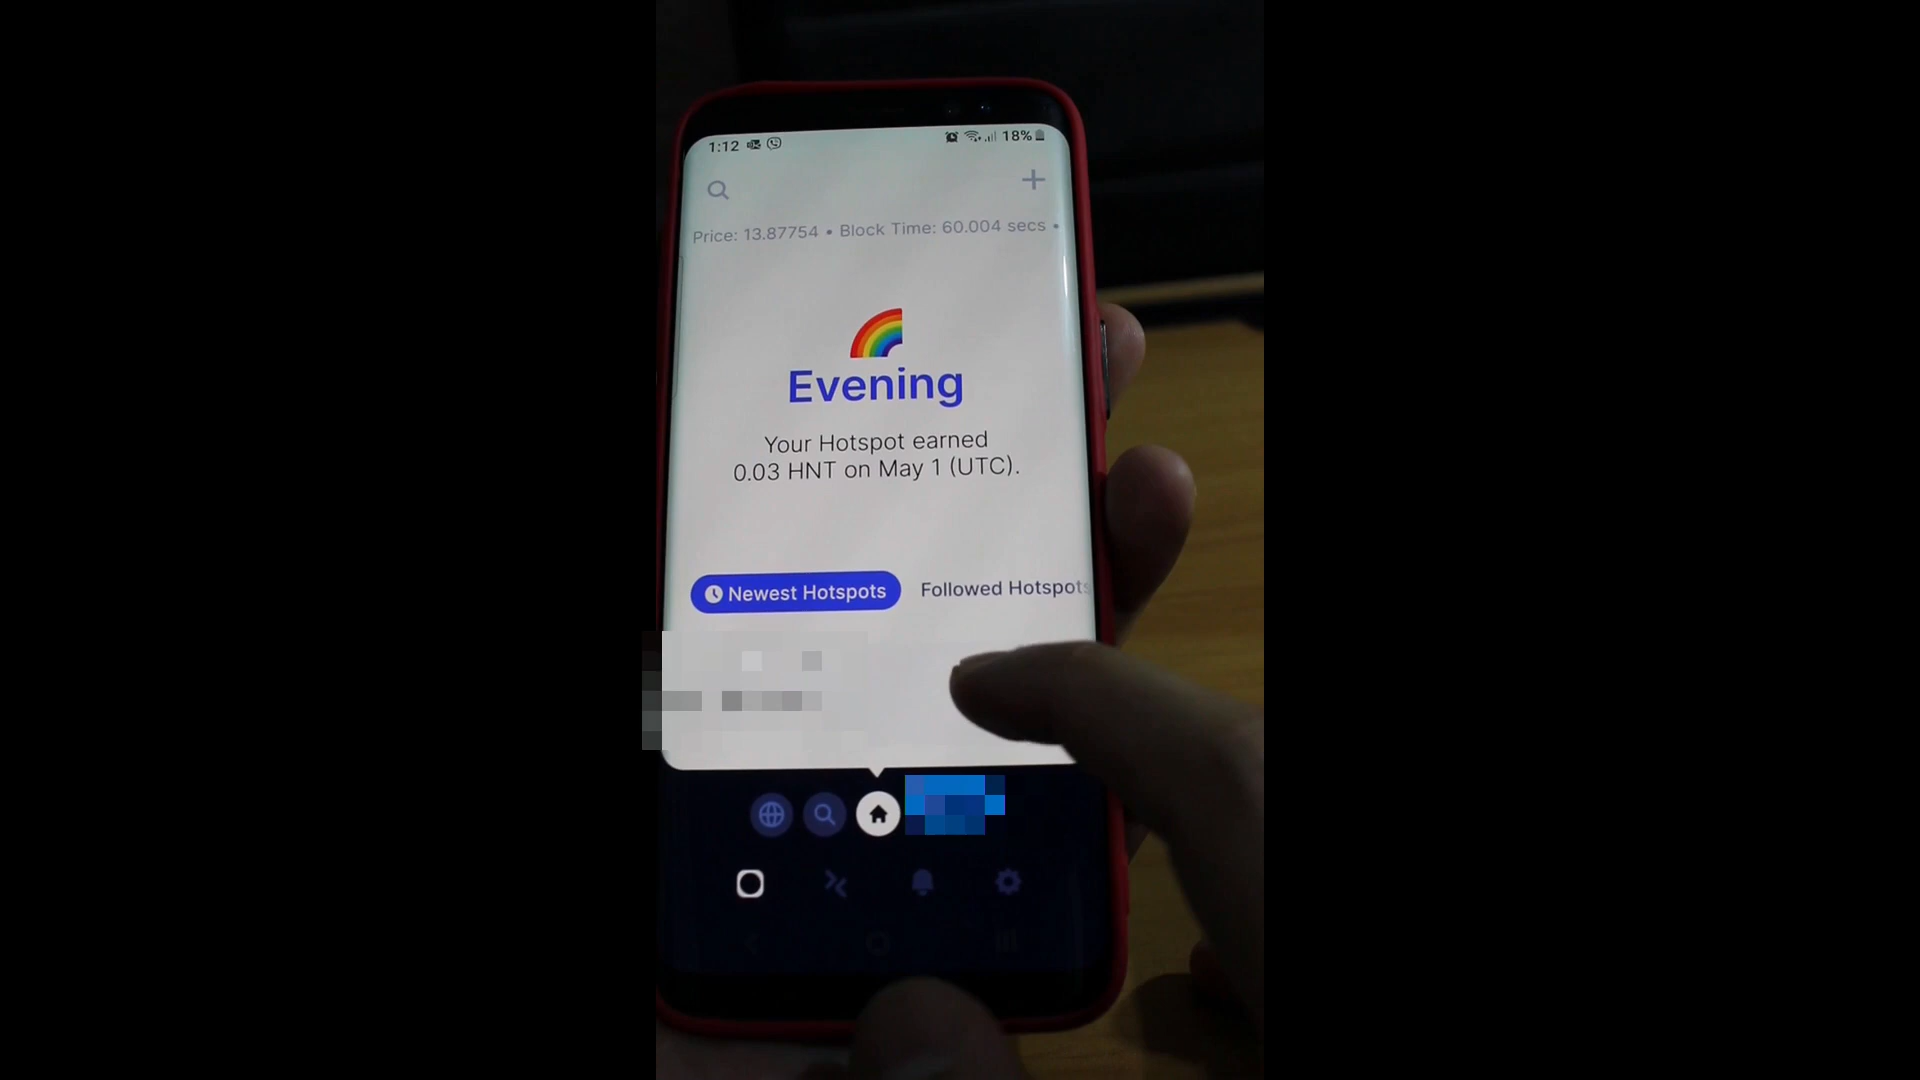 1:12 18%
Price: 13.87754 • Block Time: 60.004 secs •
Evening
Your Hotspot earned
0.03 HNT on May 1 (UTC).
Newest Hotspots Followed Hotspots